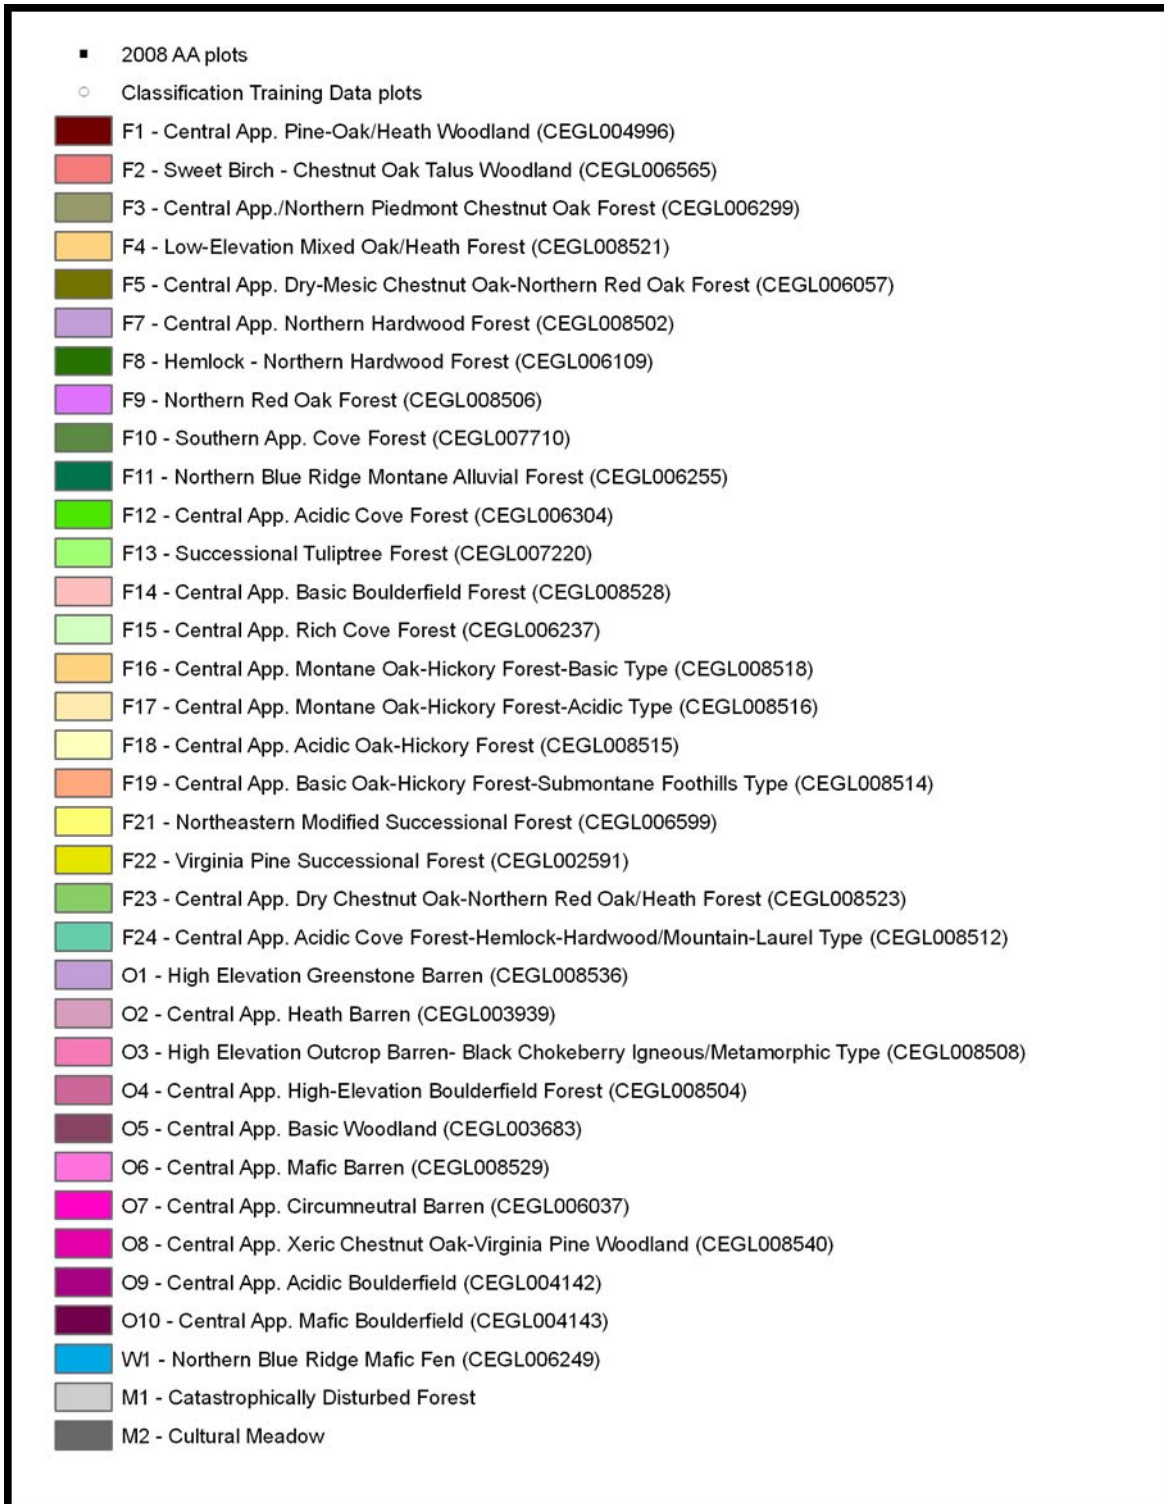 2008 AA plots
Classification Training Data plots
F1 - Central App. Pine-Oak/Heath Woodland (CEGL004996)
F2 - Sweet Birch - Chestnut Oak Talus Woodland (CEGL006565)
F3 - Central App./Northern Piedmont Chestnut Oak Forest (CEGL006299)
F4 - Low-Elevation Mixed Oak/Heath Forest (CEGL008521)
F5 - Central App. Dry-Mesic Chestnut Oak-Northern Red Oak Forest (CEGL006057)
F7 - Central App. Northern Hardwood Forest (CEGL008502)
F8 - Hemlock - Northern Hardwood Forest (CEGL006109)
F9 - Northern Red Oak Forest (CEGL008506)
F10 - Southern App. Cove Forest (CEGL007710)
F11 - Northern Blue Ridge Montane Alluvial Forest (CEGL006255)
F12 - Central App. Acidic Cove Forest (CEGL006304)
F13 - Successional Tuliptree Forest (CEGL007220)
F14 - Central App. Basic Boulderfield Forest (CEGL008528)
F15 - Central App. Rich Cove Forest (CEGL006237)
F16 - Central App. Montane Oak-Hickory Forest-Basic Type (CEGL008518)
F17 - Central App. Montane Oak-Hickory Forest-Acidic Type (CEGL008516)
F18 - Central App. Acidic Oak-Hickory Forest (CEGL008515)
F19 - Central App. Basic Oak-Hickory Forest-Submontane Foothills Type (CEGL008514)
F21 - Northeastern Modified Successional Forest (CEGL006599)
F22 - Virginia Pine Successional Forest (CEGL002591)
F23 - Central App. Dry Chestnut Oak-Northern Red Oak/Heath Forest (CEGL008523)
F24 - Central App. Acidic Cove Forest-Hemlock-Hardwood/Mountain-Laurel Type (CEGL008512)
O1 - High Elevation Greenstone Barren (CEGL008536)
O2 - Central App. Heath Barren (CEGL003939)
O3 - High Elevation Outcrop Barren- Black Chokeberry Igneous/Metamorphic Type (CEGL008508)
O4 - Central App. High-Elevation Boulderfield Forest (CEGL008504)
O5 - Central App. Basic Woodland (CEGL003683)
O6 - Central App. Mafic Barren (CEGL008529)
O7 - Central App. Circumneutral Barren (CEGL006037)
O8 - Central App. Xeric Chestnut Oak-Virginia Pine Woodland (CEGL008540)
O9 - Central App. Acidic Boulderfield (CEGL004142)
O10 - Central App. Mafic Boulderfield (CEGL004143)
W1 - Northern Blue Ridge Mafic Fen (CEGL006249)
M1 - Catastrophically Disturbed Forest
M2 - Cultural Meadow